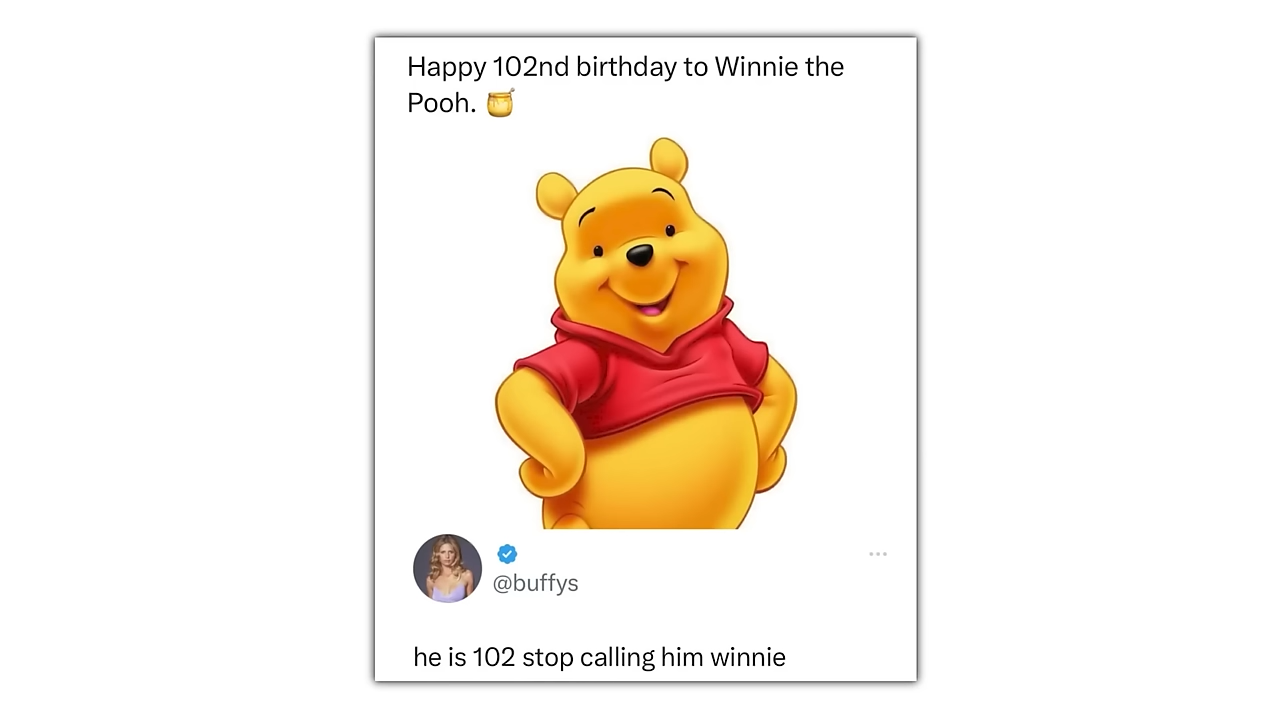 Happy 102nd birthday to Winnie the
Pooh. 🍯
@buffys
he is 102 stop calling him winnie